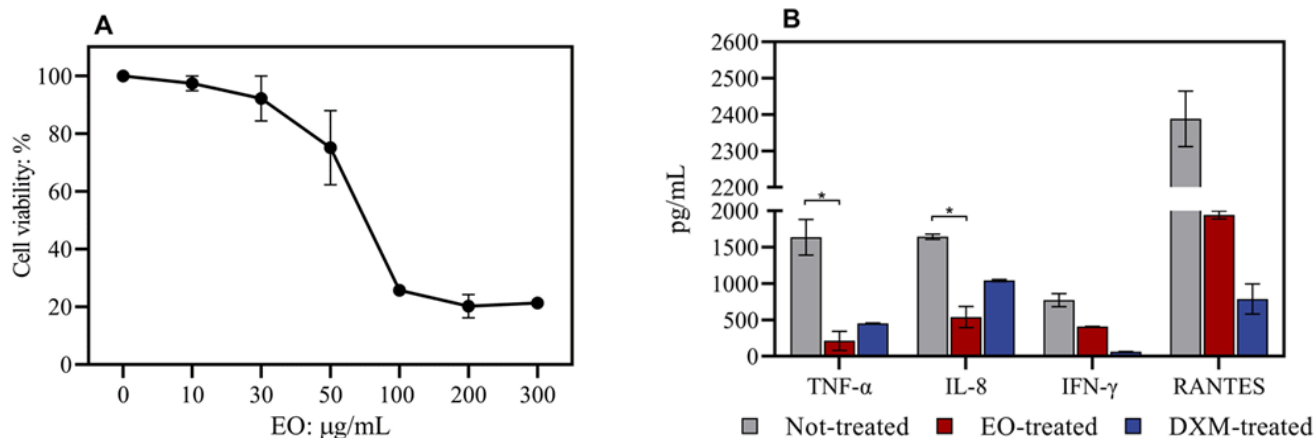 A
Cell viability: %
100
80
60
40
20
0
0 10 30 50 100 200 300
EO: μg/mL
B
pg/mL
2600
2500
2400
2300
2200
2000
1500
1000
500
0
* *
TNF-α IL-8 IFN-γ RANTES
Not-treated EO-treated DXM-treated